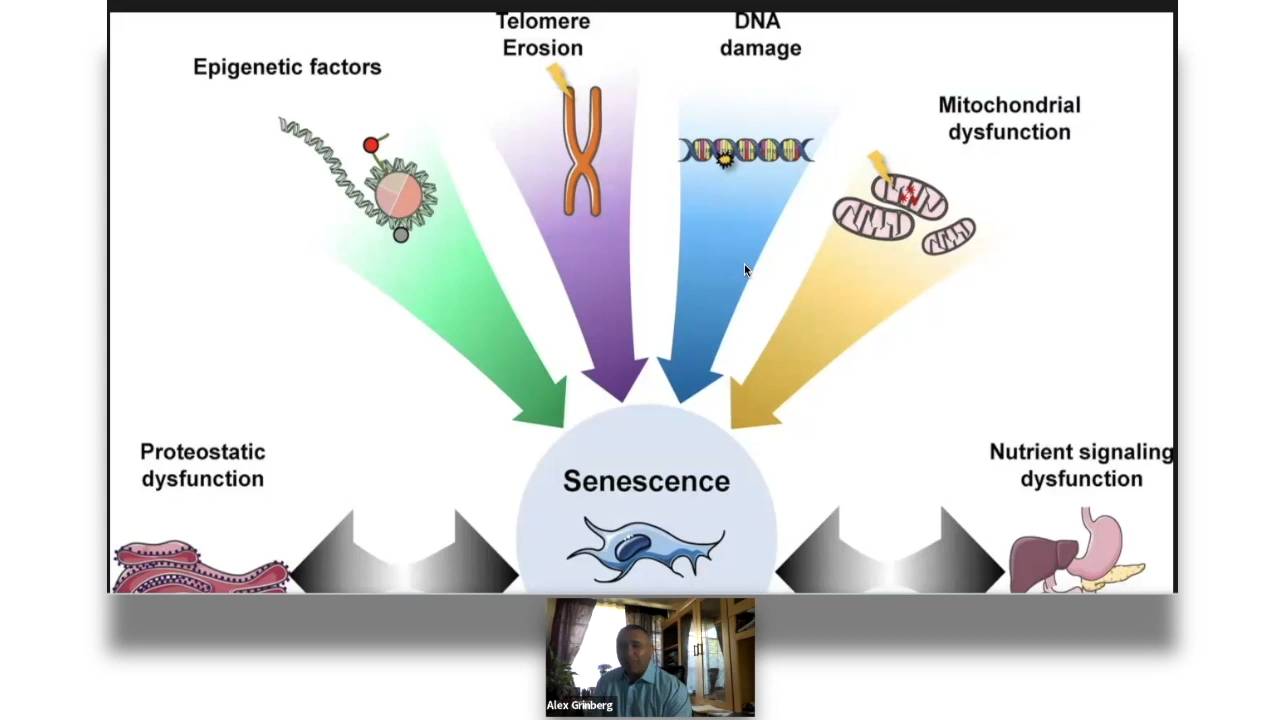 Telomere
Erosion
DNA
damage
Epigenetic factors
Mitochondrial
dysfunction
Proteostatic
dysfunction
Senescence
Nutrient signaling
dysfunction
Alex Grinberg